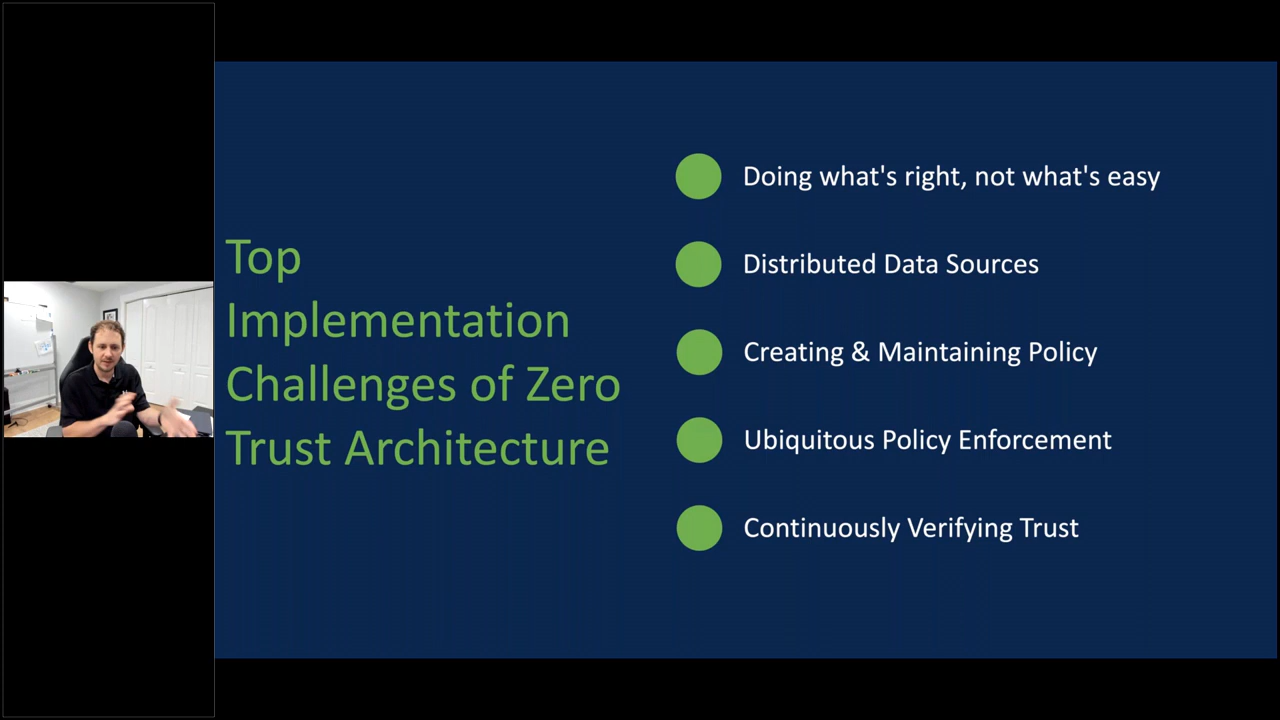 Top
Implementation
Challenges of Zero
Trust Architecture
Doing what's right, not what's easy
Distributed Data Sources
Creating & Maintaining Policy
Ubiquitous Policy Enforcement
Continuously Verifying Trust